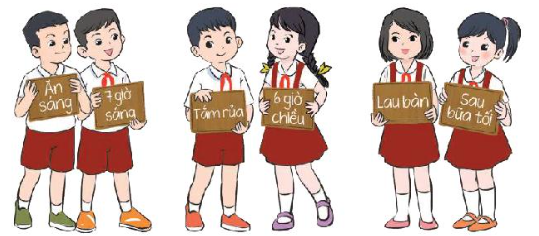 Ăn
sáng
7 giờ
sáng
Tắm rửa
6 giờ
chiều
Lau bàn
Sau
bữa tối